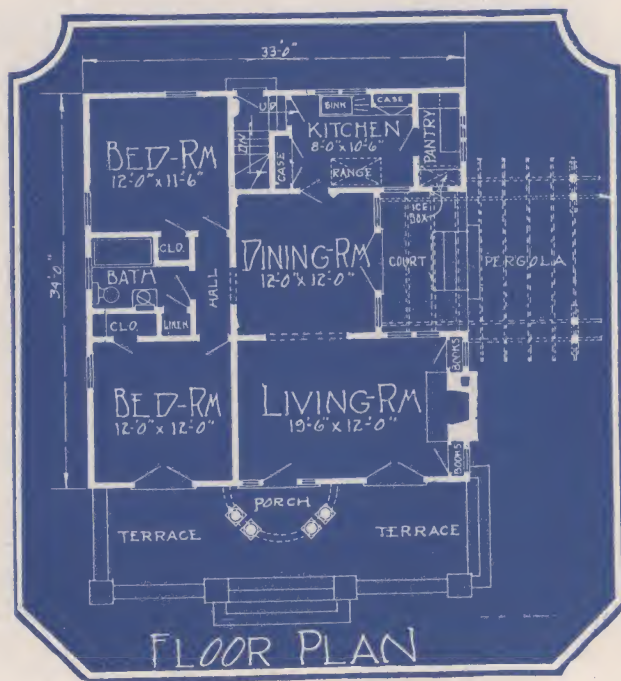 33'-0"
34'-0"
BED-RM
12'-0" x 11'-6"
UP
DN
SINK
CASE
KITCHEN
8'-0" x 10'-6"
CASE
RANGE
PANTRY
ICE
BOX
CLO.
BATH
HALL
DINING-RM
12'-0" x 12'-0"
COURT
PERGOLA
CLO.
LINEN
BED-RM
12'-0" x 12'-0"
LIVING-RM
19'-6" x 12'-0"
BOOKS
BOOKS
PORCH
TERRACE
TERRACE
FLOOR PLAN